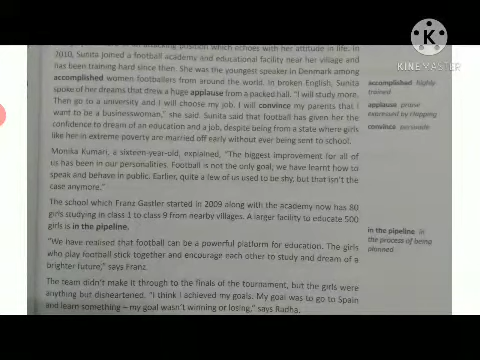 an attacking position which echoes with her attitude in life. In
2010, Sunita joined a football academy and educational facility near her village and
has been training hard since then. She was the youngest speaker in Denmark among
accomplished women footballers from around the world. In broken English, Sunita
spoke of her dreams that drew a huge applause from a packed hall. "I will study more.
Then go to a university and I will choose my job. I will convince my parents that I
want to be a businesswoman," she said. Sunita said that football has given her the
confidence to dream of an education and a job, despite being from a state where girls
like her in extreme poverty are married off early without ever being sent to school.
Monika Kumari, a sixteen-year-old, explained, "The biggest improvement for all of
us has been in our personalities. Football is not the only goal, we have learnt how to
speak and behave in public. Earlier, quite a few of us used to be shy, but that isn't the
case anymore."
The school which Franz Gastler started in 2009 along with the academy now has 80
girls studying in class 1 to class 9 from nearby villages. A larger facility to educate 500
girls is in the pipeline.
"We have realised that football can be a powerful platform for education. The girls
who play football stick together and encourage each other to study and dream of a
brighter future," says Franz.
The team didn't make it through to the finals of the tournament, but the girls were
anything but disheartened. "I think I achieved my goals. My goal was to go to Spain
and learn something – my goal wasn't winning or losing," says Radha.
accomplished highly
trained
applause praise
expressed by clapping
convince persuade
in the pipeline in
the process of being
planned
K
KINEMASTER